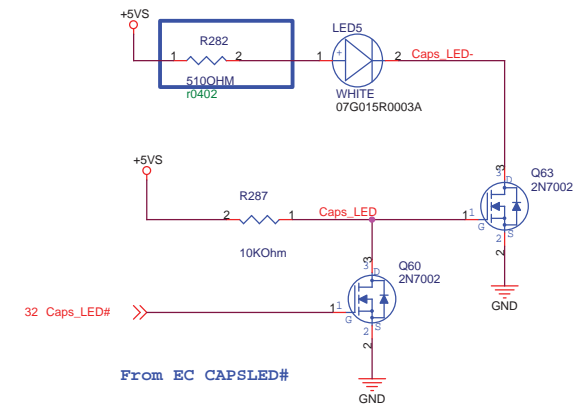 +5VS
LED5
R282
1 2 1 + 2 Caps_LED-
510OHM
r0402
WHITE
07G015R0003A
+5VS
3
3 D
Q63
2N7002
R287
2 1 Caps_LED 1 1
G
2 S
2
10KOhm
3
3 D
Q60
2N7002
GND
32 Caps_LED# 1 1
G
2 S
2
From EC CAPSLED#
GND